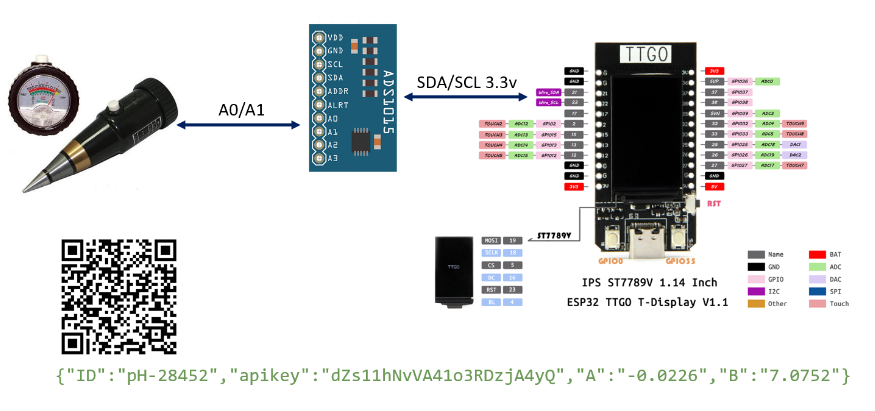 TTGO
VDD
GND
SCL
SDA
ADDR
ALRT
A0
A1
A2
A3
ADS1015
A0/A1
SDA/SCL 3.3v
GND
GND
Wire_SDA 21
Wire_SCL 22
TOUCH2 ADC12 GPIO2 2
TOUCH3 ADC15 GPIO15 15
TOUCH4 ADC14 GPIO13 13
TOUCH5 ADC15 GPIO12 12
GND
GND
3V3
3V3
SVP GPIO36 ADC0
37 GPIO37
38 GPIO38
SVN GPIO39 ADC3
32 GPIO32 ADC4 TOUCH9
33 GPIO33 ADC5 TOUCH8
25 GPIO25 ADC18 DAC1
26 GPIO26 ADC19 DAC2
27 GPIO27 ADC17 TOUCH7
GND
5V
RST
ST7789V
TTGO
MOSI 19
SCLK 18
CS 5
DC 16
RST 23
BL 4
GPIO0
GPIO35
IPS ST7789V 1.14 Inch
ESP32 TTGO T-Display V1.1
Name
GND
GPIO
I2C
Other
BAT
ADC
DAC
SPI
Touch
{"ID":"pH-28452","apikey":"dZs11hNvVA41o3RDzjA4yQ","A":"-0.0226","B":"7.0752"}